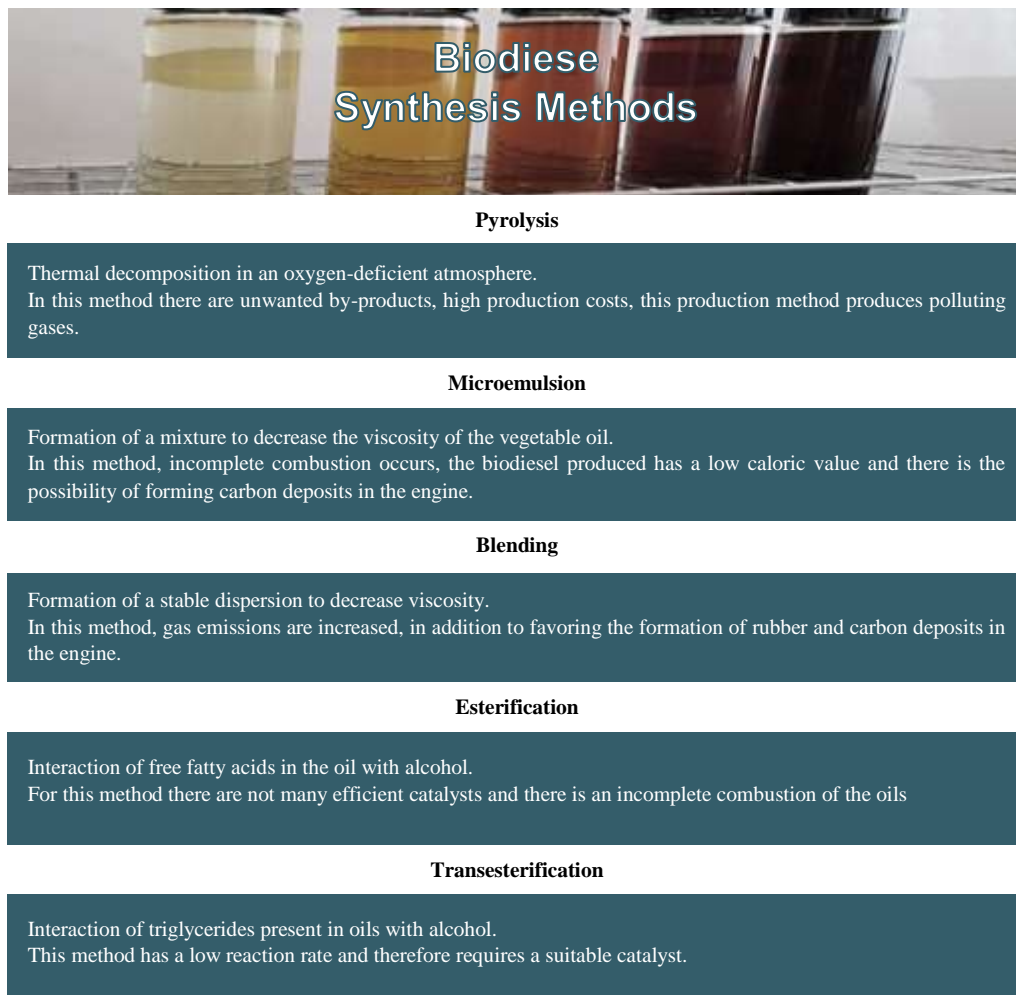 Biodiese
Synthesis Methods
Pyrolysis
Thermal decomposition in an oxygen-deficient atmosphere.
In this method there are unwanted by-products, high production costs, this production method produces polluting
gases.
Microemulsion
Formation of a mixture to decrease the viscosity of the vegetable oil.
In this method, incomplete combustion occurs, the biodiesel produced has a low caloric value and there is the
possibility of forming carbon deposits in the engine.
Blending
Formation of a stable dispersion to decrease viscosity.
In this method, gas emissions are increased, in addition to favoring the formation of rubber and carbon deposits in
the engine.
Esterification
Interaction of free fatty acids in the oil with alcohol.
For this method there are not many efficient catalysts and there is an incomplete combustion of the oils
Transesterification
Interaction of triglycerides present in oils with alcohol.
This method has a low reaction rate and therefore requires a suitable catalyst.